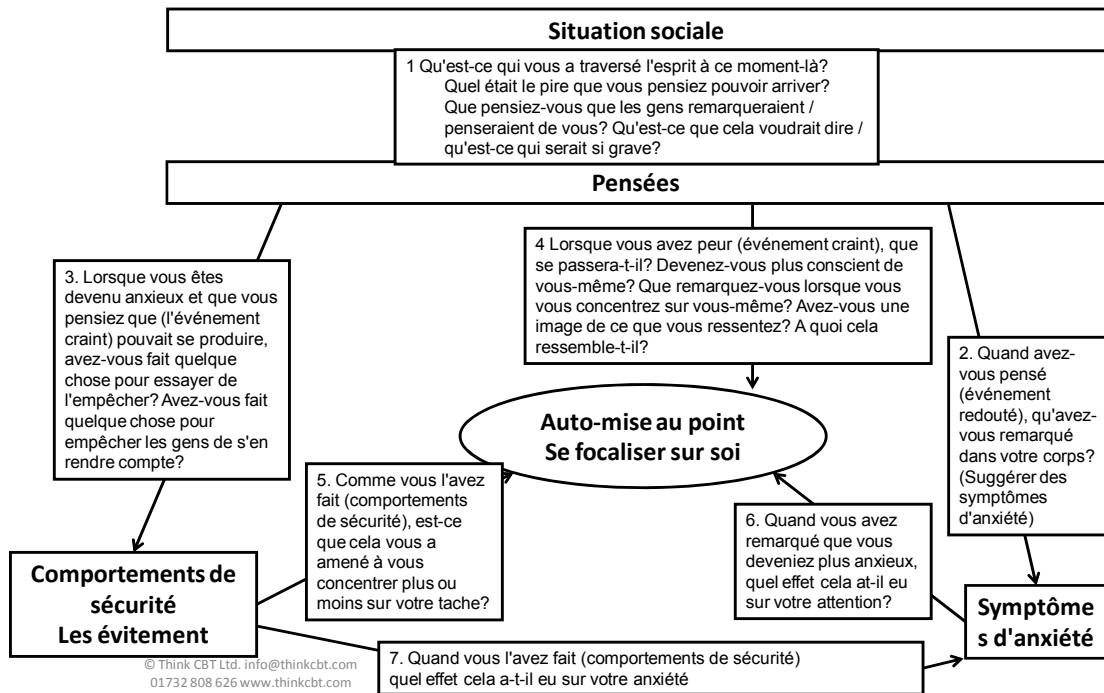 Situation sociale
1 Qu'est-ce qui vous a traversé l'esprit à ce moment-là?
Quel était le pire que vous pensiez pouvoir arriver?
Que pensiez-vous que les gens remarqueraient /
penseraient de vous? Qu'est-ce que cela voudrait dire /
qu'est-ce qui serait si grave?
Pensées
3. Lorsque vous êtes
devenu anxieux et que vous
pensiez que (l'événement
craint) pouvait se produire,
avez-vous fait quelque
chose pour essayer de
l'empêcher? Avez-vous fait
quelque chose pour
empêcher les gens de s'en
rendre compte?
4 Lorsque vous avez peur (événement craint), que
se passera-t-il? Devenez-vous plus conscient de
vous-même? Que remarquez-vous lorsque vous
vous concentrez sur vous-même? Avez-vous une
image de ce que vous ressentez? A quoi cela
ressemble-t-il?
2. Quand avez-
vous pensé
(événement
redouté), qu'avez-
vous remarqué
dans votre corps?
(Suggérer des
symptômes
d'anxiété)
Auto-mise au point
Se focaliser sur soi
5. Comme vous l'avez
fait (comportements
de sécurité), est-ce
que cela vous a
amené à vous
concentrer plus ou
moins sur votre tache?
6. Quand vous avez
remarqué que vous
deveniez plus anxieux,
quel effet cela at-il eu
sur votre attention?
Comportements de
sécurité
Les évitement
Symptôme
s d'anxiété
7. Quand vous l'avez fait (comportements de sécurité)
quel effet cela a-t-il eu sur votre anxiété
© Think CBT Ltd. info@thinkcbt.com
01732 808 626 www.thinkcbt.com